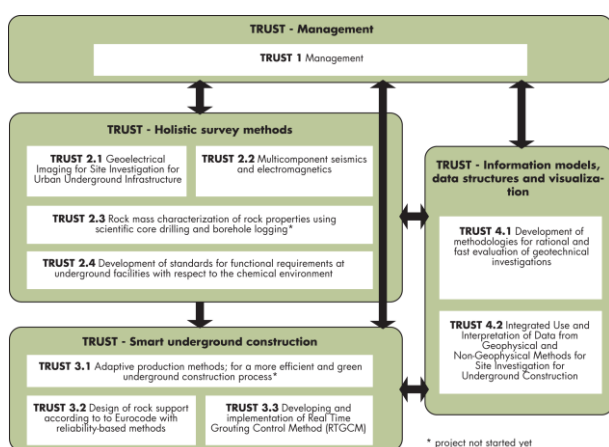 TRUST - Management
TRUST 1 Management
TRUST - Holistic survey methods
TRUST 2.1 Geoelectrical
Imaging for Site Investigation for
Urban Underground Infrastructure
TRUST 2.2 Multicomponent seismics
and electromagnetics
TRUST 2.3 Rock mass characterization of rock properties using
scientific core drilling and borehole logging*
TRUST 2.4 Development of standards for functional requirements at
underground facilities with respect to the chemical environment
TRUST - Information models,
data structures and visualiza-
tion
TRUST 4.1 Development of
methodologies for rational and
fast evaluation of geotechnical
investigations
TRUST 4.2 Integrated Use and
Interpretation of Data from
Geophysical and
Non-Geophysical Methods for
Site Investigation for
Underground Construction
TRUST - Smart underground construction
TRUST 3.1 Adaptive production methods; for a more efficient and green
underground construction process*
TRUST 3.2 Design of rock support
according to to Eurocode with
reliability-based methods
TRUST 3.3 Developing and
implementation of Real Time
Grouting Control Method (RTGCM)
* project not started yet